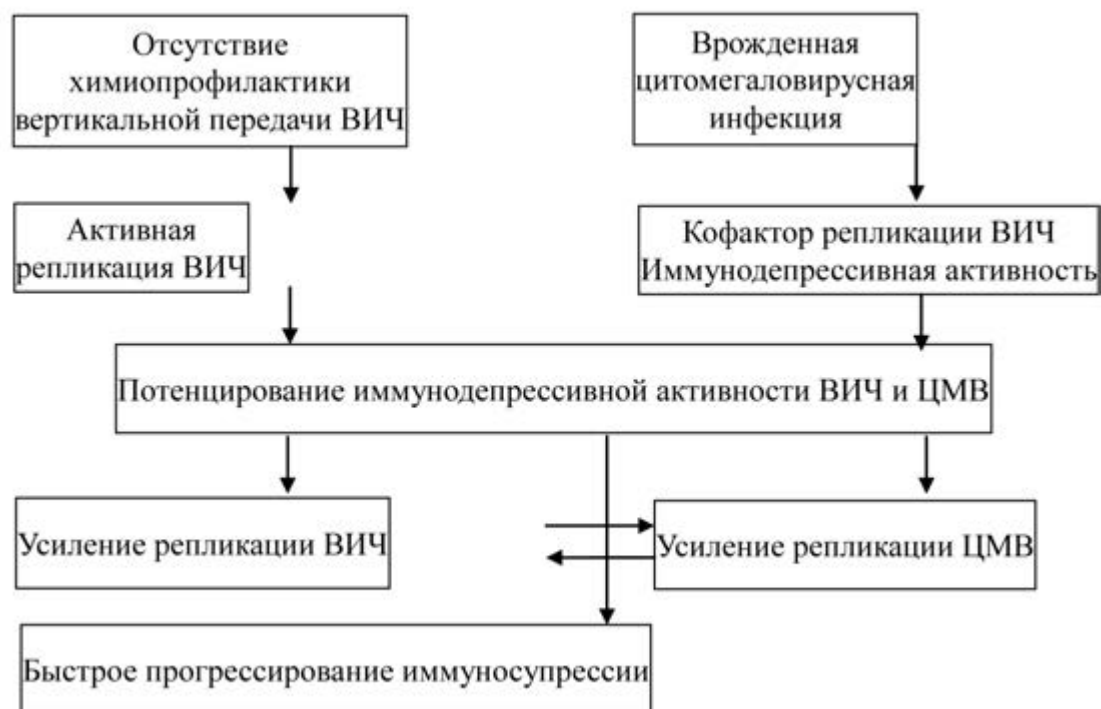 Отсутствие
химиопрофилактики
вертикальной передачи ВИЧ
Врожденная
цитомегаловирусная
инфекция
Активная
репликация ВИЧ
Кофактор репликации ВИЧ
Иммунодепрессивная активность
Потенцирование иммунодепрессивной активности ВИЧ и ЦМВ
Усиление репликации ВИЧ
Усиление репликации ЦМВ
Быстрое прогрессирование иммуносупрессии